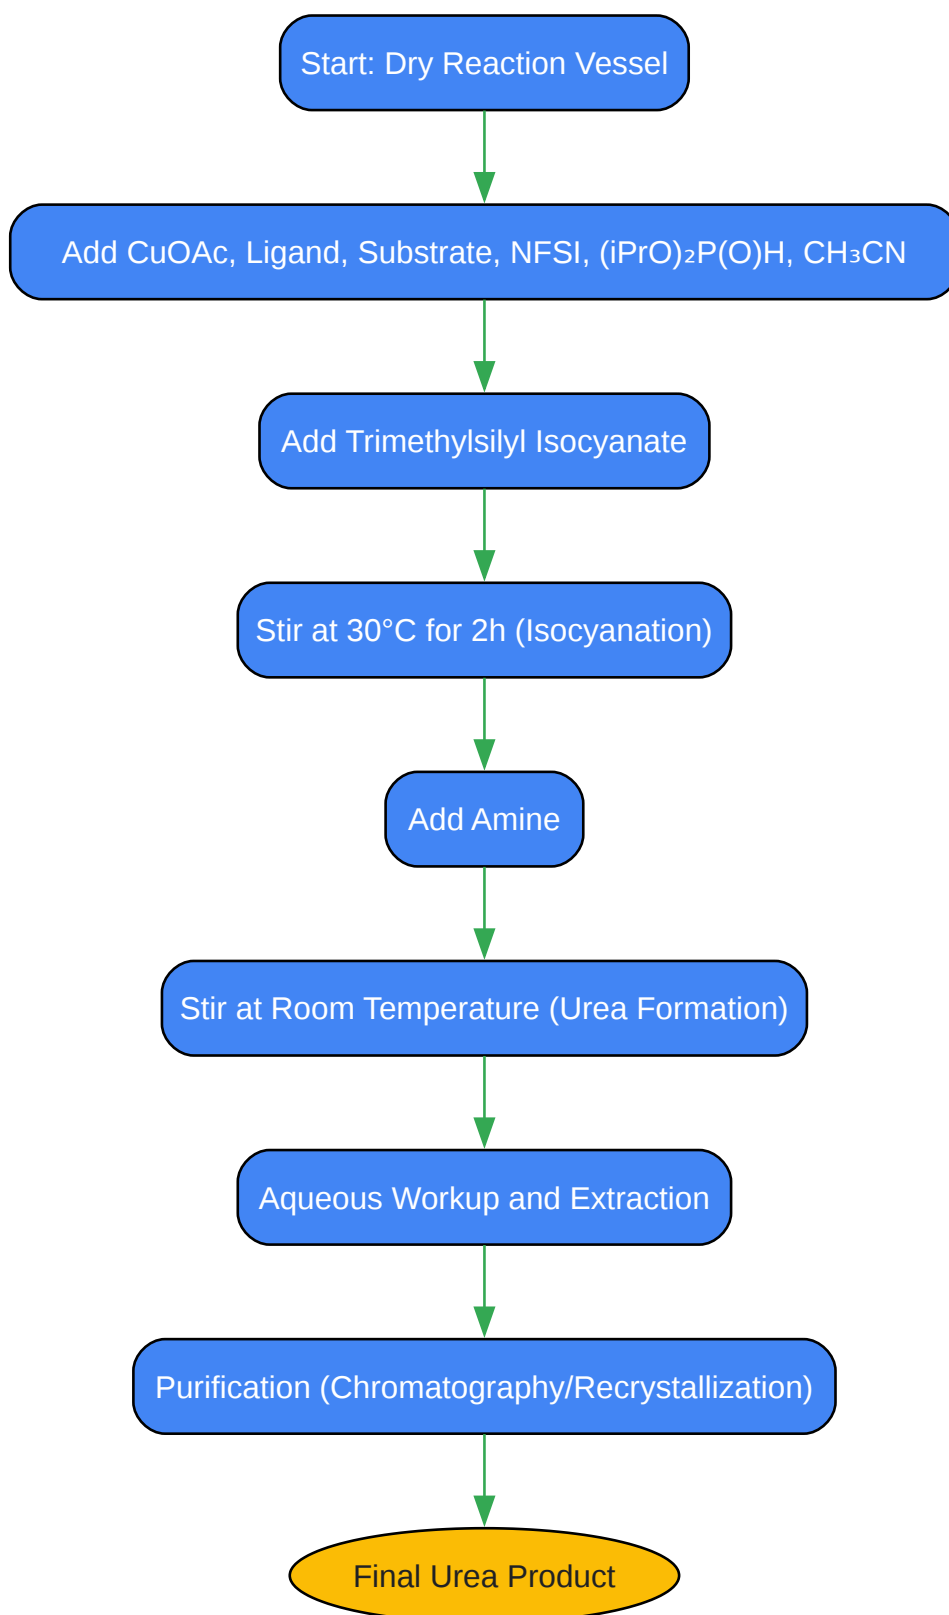 Start: Dry Reaction Vessel
Add CuOAc, Ligand, Substrate, NFSI, (iPrO)₂P(O)H, CH₃CN
Add Trimethylsilyl Isocyanate
Stir at 30°C for 2h (Isocyanation)
Add Amine
Stir at Room Temperature (Urea Formation)
Aqueous Workup and Extraction
Purification (Chromatography/Recrystallization)
Final Urea Product